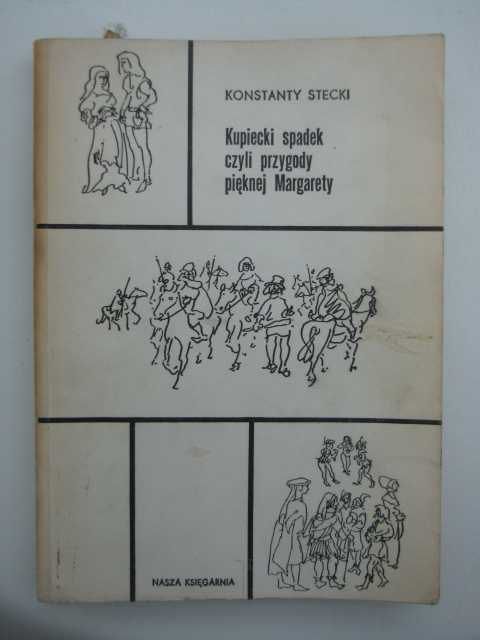 KONSTANTY STECKI
Kupiecki spadek
czyli przygody
pięknej Margarety
NASZA KSIĘGARNIA